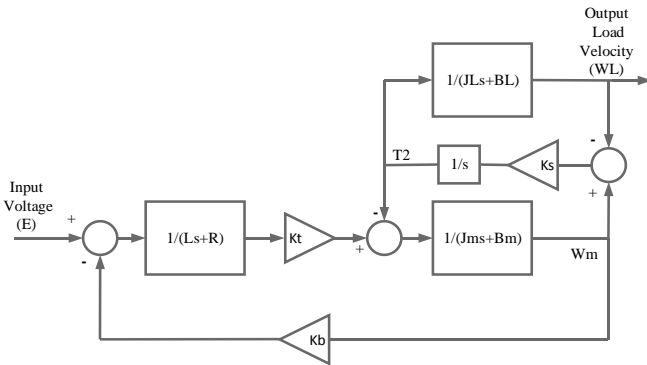 Output
Load
Velocity
(WL)
1/(JLs+BL)
-
T2
1/s
Ks
+
Input
Voltage
(E)
+
-
1/(Ls+R)
Kt
-
+
1/(Jms+Bm)
Wm
Kb